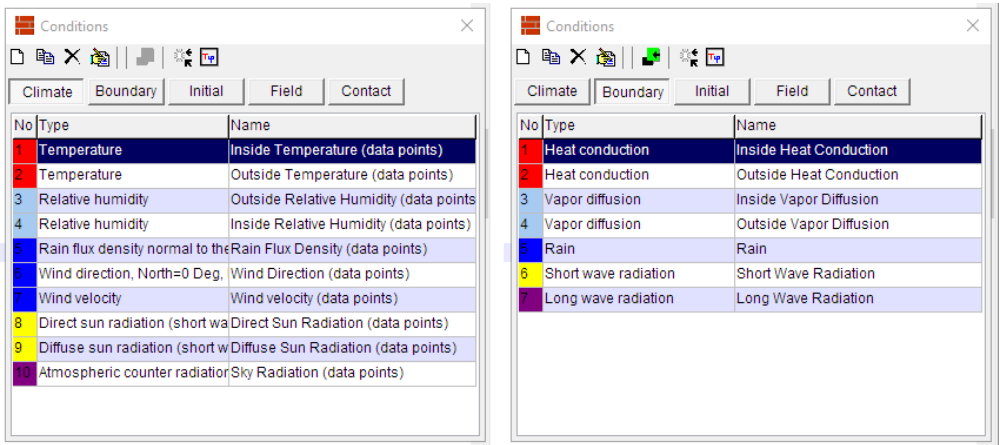 Conditions
Climate Boundary Initial Field Contact
No Type Name
1 Temperature Inside Temperature (data points)
2 Temperature Outside Temperature (data points)
3 Relative humidity Outside Relative Humidity (data points
4 Relative humidity Inside Relative Humidity (data points)
5 Rain flux density normal to the Rain Flux Density (data points)
6 Wind direction, North=0 Deg, Wind Direction (data points)
7 Wind velocity Wind velocity (data points)
8 Direct sun radiation (short wa Direct Sun Radiation (data points)
9 Diffuse sun radiation (short w Diffuse Sun Radiation (data points)
10 Atmospheric counter radiation Sky Radiation (data points)
Conditions
Climate Boundary Initial Field Contact
No Type Name
1 Heat conduction Inside Heat Conduction
2 Heat conduction Outside Heat Conduction
3 Vapor diffusion Inside Vapor Diffusion
4 Vapor diffusion Outside Vapor Diffusion
5 Rain Rain
6 Short wave radiation Short Wave Radiation
7 Long wave radiation Long Wave Radiation